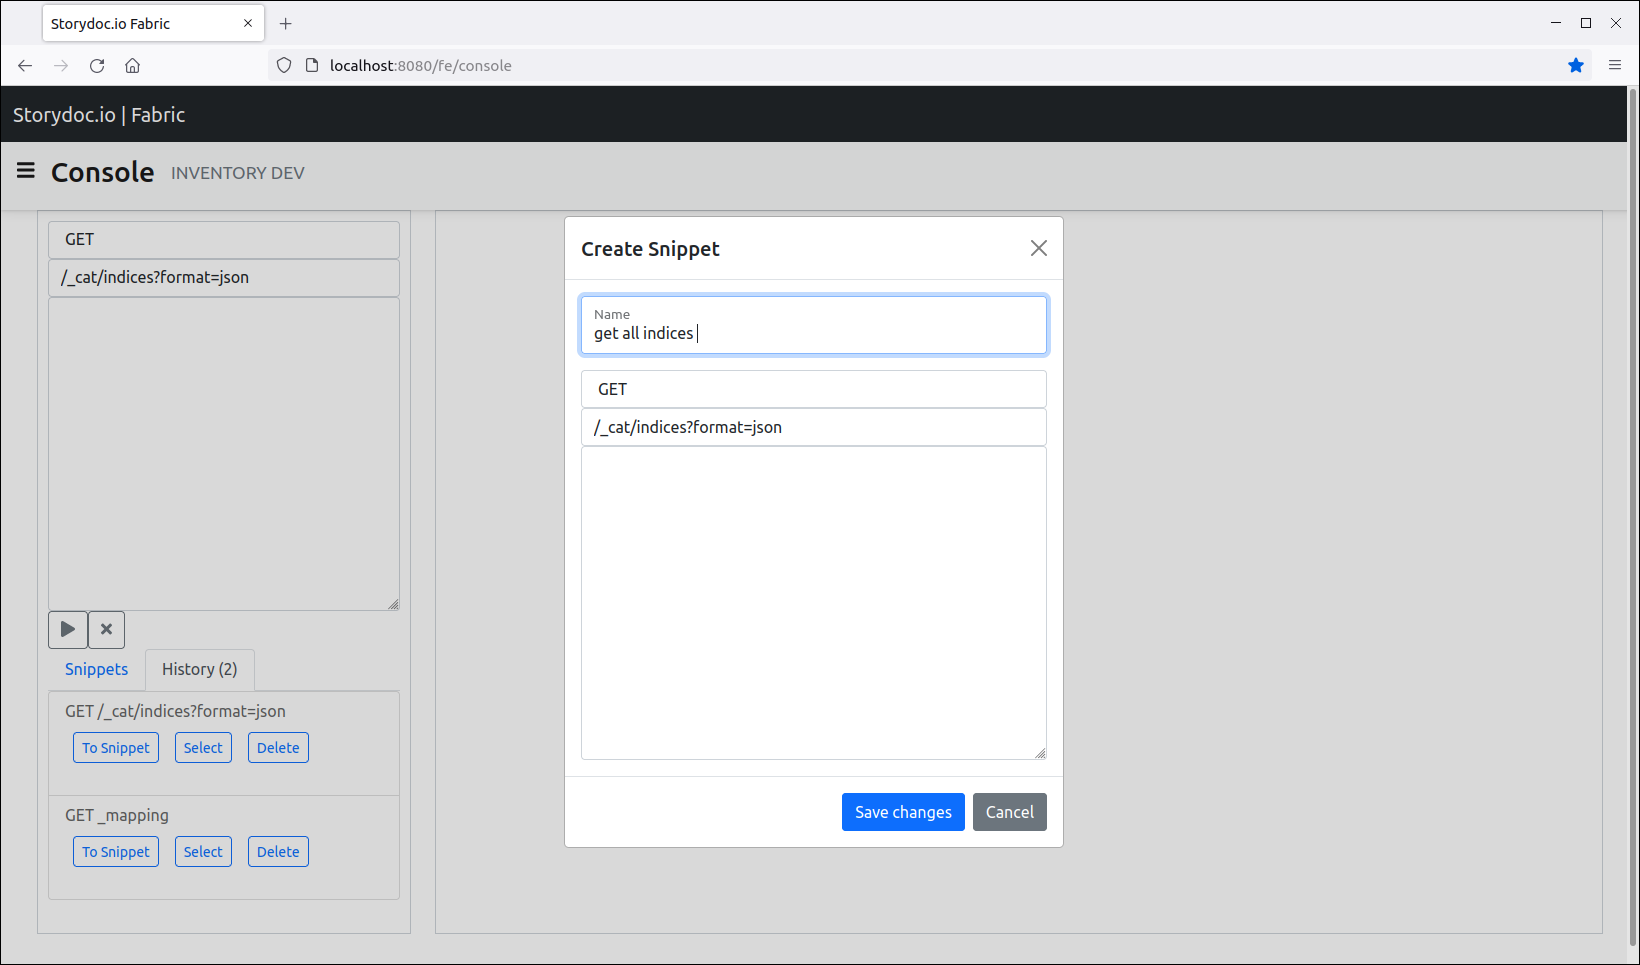 Storydoc.io Fabric
localhost:8080/fe/console
Storydoc.io | Fabric
Console INVENTORY DEV
GET
/_cat/indices?format=json
Snippets History (2)
GET /_cat/indices?format=json
To Snippet Select Delete
GET _mapping
To Snippet Select Delete
Create Snippet
Name
get all indices
GET
/_cat/indices?format=json
Save changes Cancel